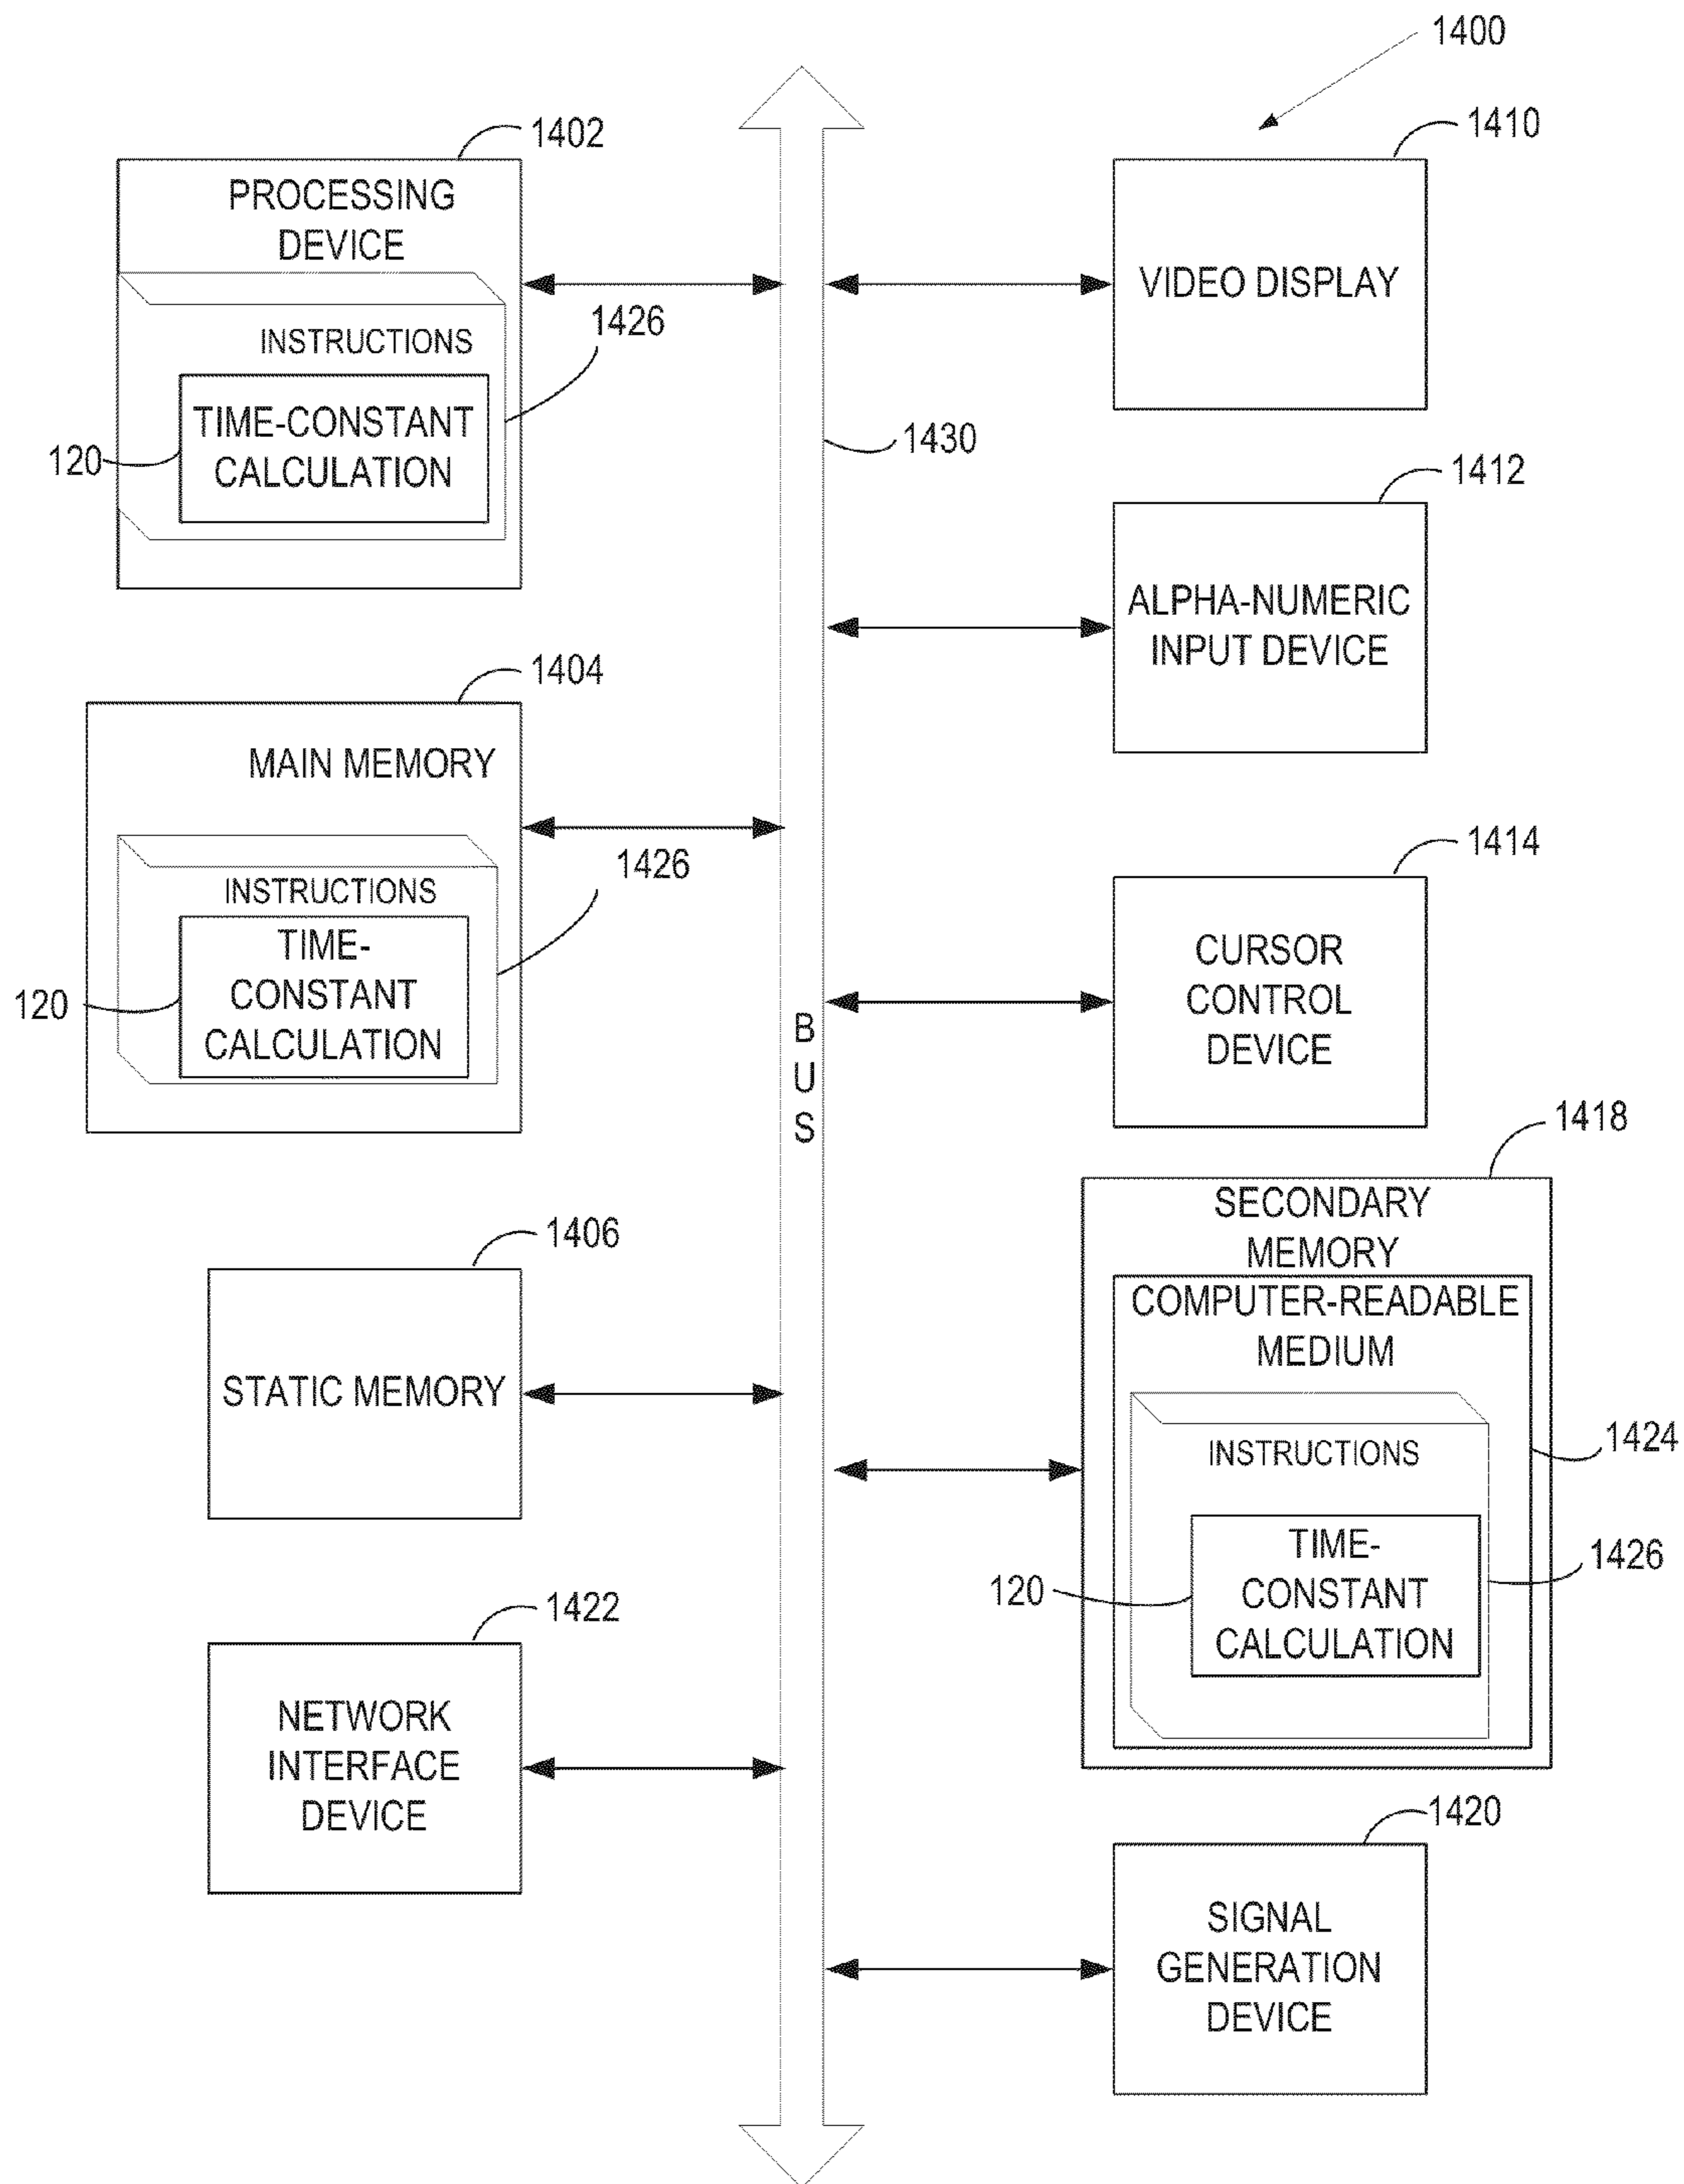 1400
1402
PROCESSING
DEVICE
INSTRUCTIONS
1426
TIME-CONSTANT
CALCULATION
120
1404
MAIN MEMORY
INSTRUCTIONS
1426
TIME-
CONSTANT
CALCULATION
120
1406
STATIC MEMORY
1422
NETWORK
INTERFACE
DEVICE
1430
B
U
S
1410
VIDEO DISPLAY
1412
ALPHA-NUMERIC
INPUT DEVICE
1414
CURSOR
CONTROL
DEVICE
1418
SECONDARY
MEMORY
COMPUTER-READABLE
MEDIUM
1424
INSTRUCTIONS
1426
TIME-
CONSTANT
CALCULATION
120
1420
SIGNAL
GENERATION
DEVICE